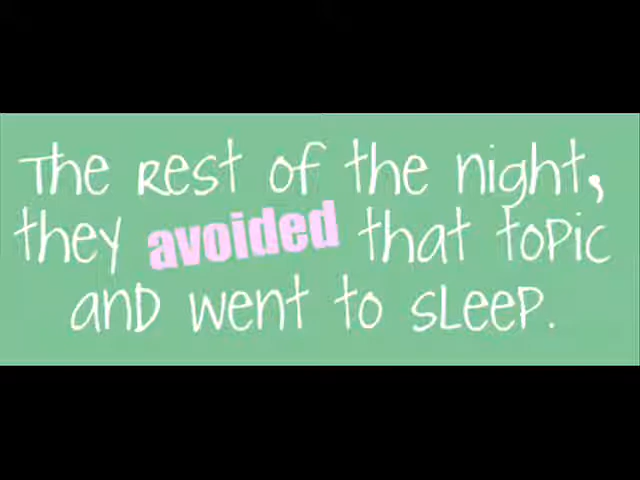 The rest of the night,
they avoided that topic
and went to sleep.